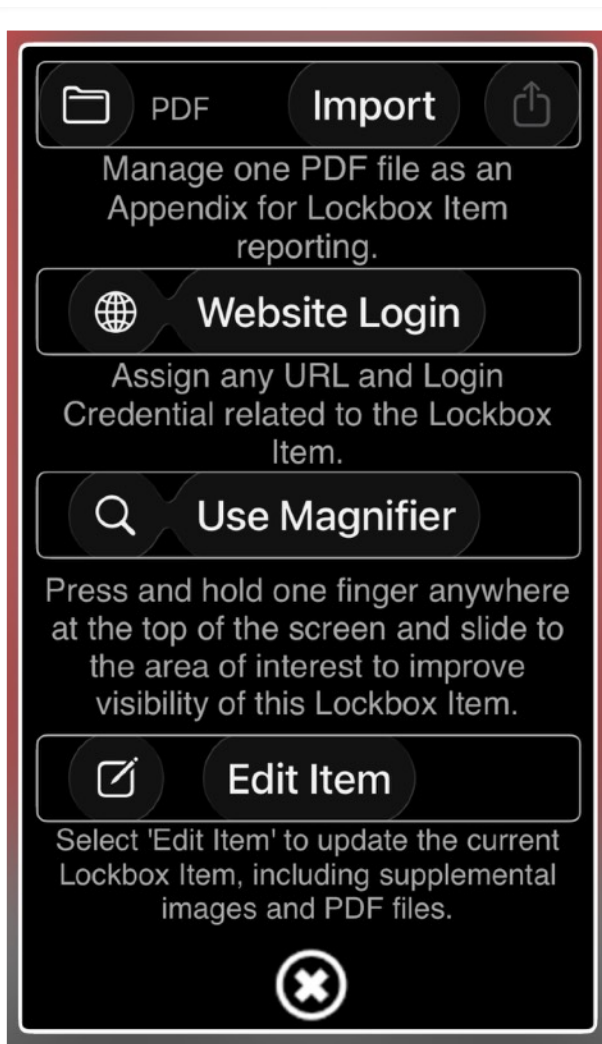 PDF Import
Manage one PDF file as an
Appendix for Lockbox Item
reporting.
Website Login
Assign any URL and Login
Credential related to the Lockbox
Item.
Use Magnifier
Press and hold one finger anywhere
at the top of the screen and slide to
the area of interest to improve
visibility of this Lockbox Item.
Edit Item
Select 'Edit Item' to update the current
Lockbox Item, including supplemental
images and PDF files.